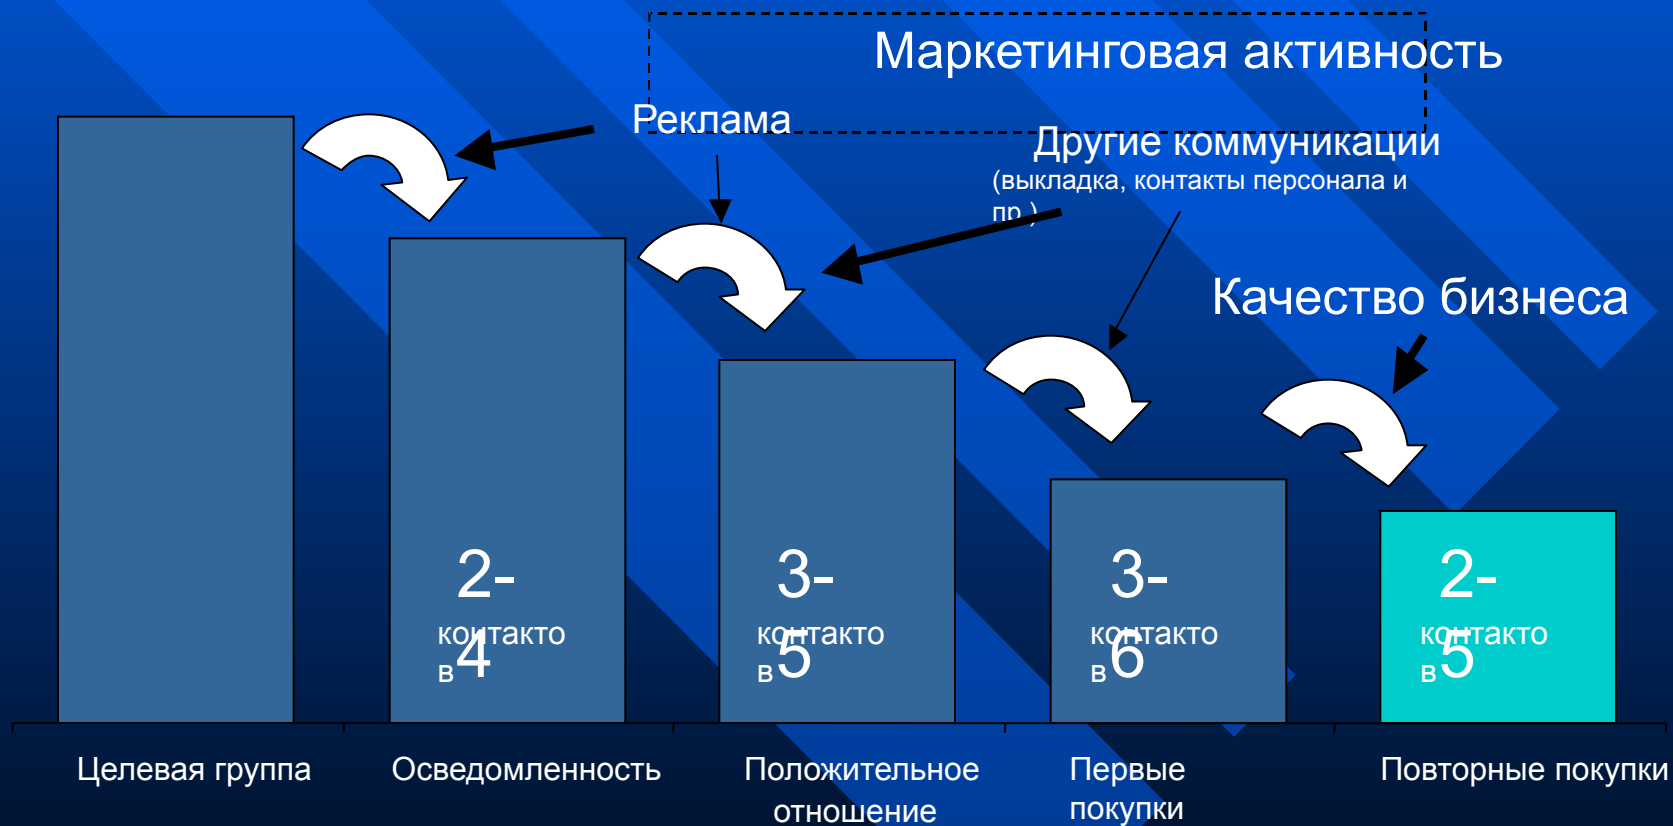 Маркетинговая активность
Реклама
Другие коммуникации
(выкладка, контакты персонала и
пр.)
Качество бизнеса
2-
4
контакто
в
3-
5
контакто
в
3-
6
контакто
в
2-
5
контакто
в
Целевая группа
Осведомленность
Положительное
отношение
Первые
покупки
Повторные покупки